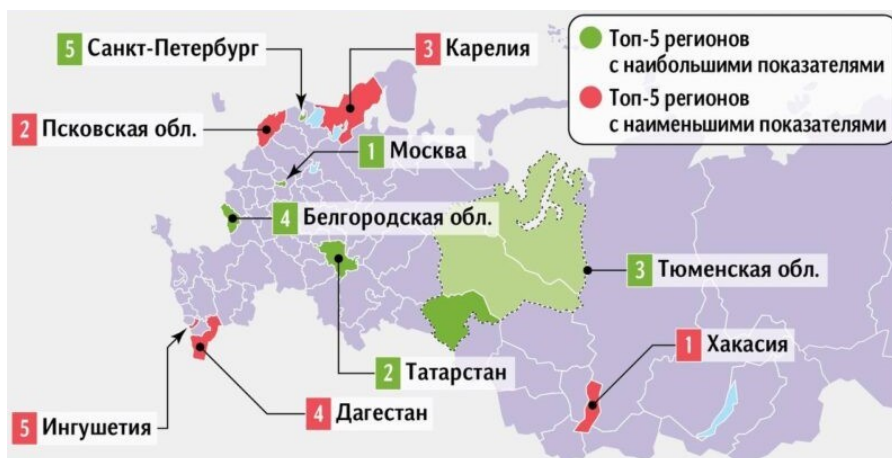 5 Санкт-Петербург
3 Карелия
Топ-5 регионов
с наибольшими показателями
Топ-5 регионов
с наименьшими показателями
2 Псковская обл.
1 Москва
4 Белгородская обл.
3 Тюменская обл.
1 Хакасия
2 Татарстан
4 Дагестан
5 Ингушетия